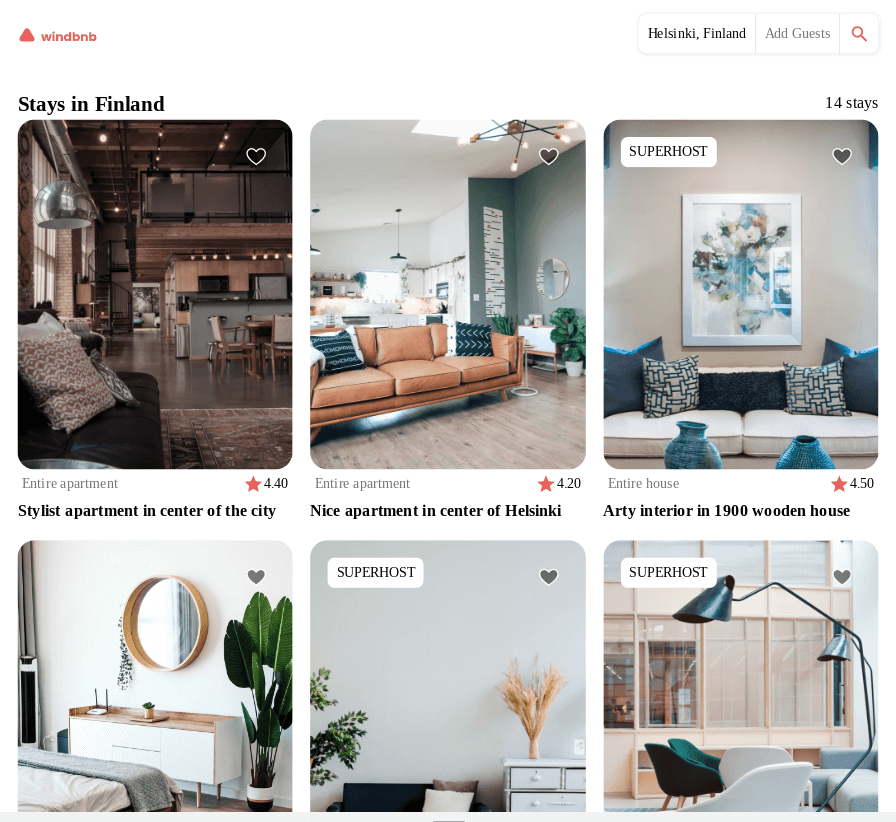 windbnb
Helsinki, Finland
Add Guests
Stays in Finland
14 stays
SUPERHOST
Entire apartment
4.40
Entire apartment
4.20
Entire house
4.50
Stylist apartment in center of the city
Nice apartment in center of Helsinki
Arty interior in 1900 wooden house
SUPERHOST
SUPERHOST